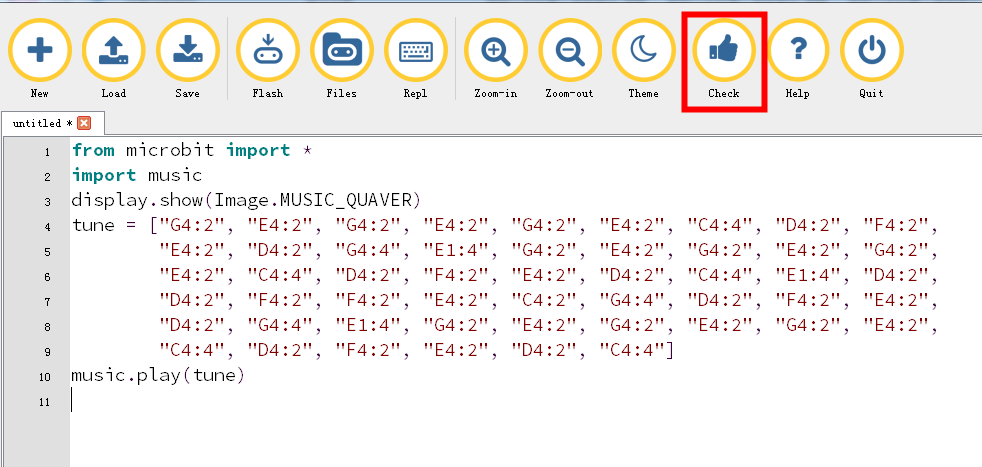 New Load Save Flash Files Repl Zoom-in Zoom-out Theme Check Help Quit
untitled *
1 from microbit import *
2 import music
3 display.show(Image.MUSIC_QUAVER)
4 tune = ["G4:2", "E4:2", "G4:2", "E4:2", "G4:2", "E4:2", "C4:4", "D4:2", "F4:2",
5 "E4:2", "D4:2", "G4:4", "E1:4", "G4:2", "E4:2", "G4:2", "E4:2", "G4:2",
6 "E4:2", "C4:4", "D4:2", "F4:2", "E4:2", "D4:2", "C4:4", "E1:4", "D4:2",
7 "D4:2", "F4:2", "F4:2", "E4:2", "C4:2", "G4:4", "D4:2", "F4:2", "E4:2",
8 "D4:2", "G4:4", "E1:4", "G4:2", "E4:2", "G4:2", "E4:2", "G4:2", "E4:2",
9 "C4:4", "D4:2", "F4:2", "E4:2", "D4:2", "C4:4"]
10 music.play(tune)
11